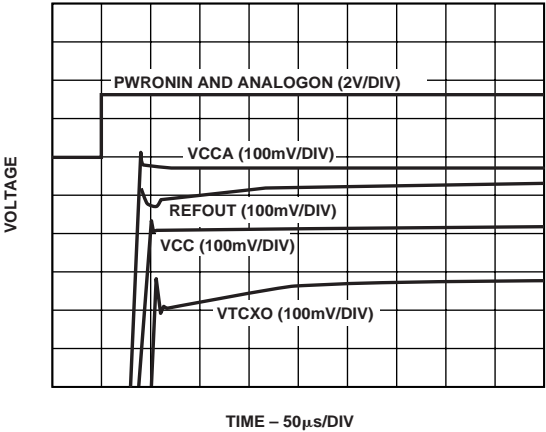 PWRONIN AND ANALOGON (2V/DIV)
VCCA (100mV/DIV)
REFOUT (100mV/DIV)
VCC (100mV/DIV)
VTCXO (100mV/DIV)
VOLTAGE
TIME – 50μs/DIV